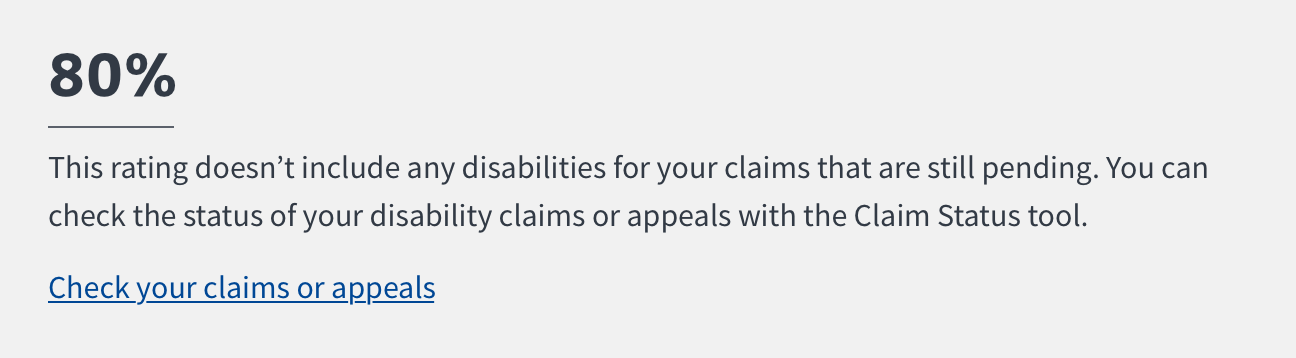 80%
This rating doesn’t include any disabilities for your claims that are still pending. You can
check the status of your disability claims or appeals with the Claim Status tool.
Check your claims or appeals